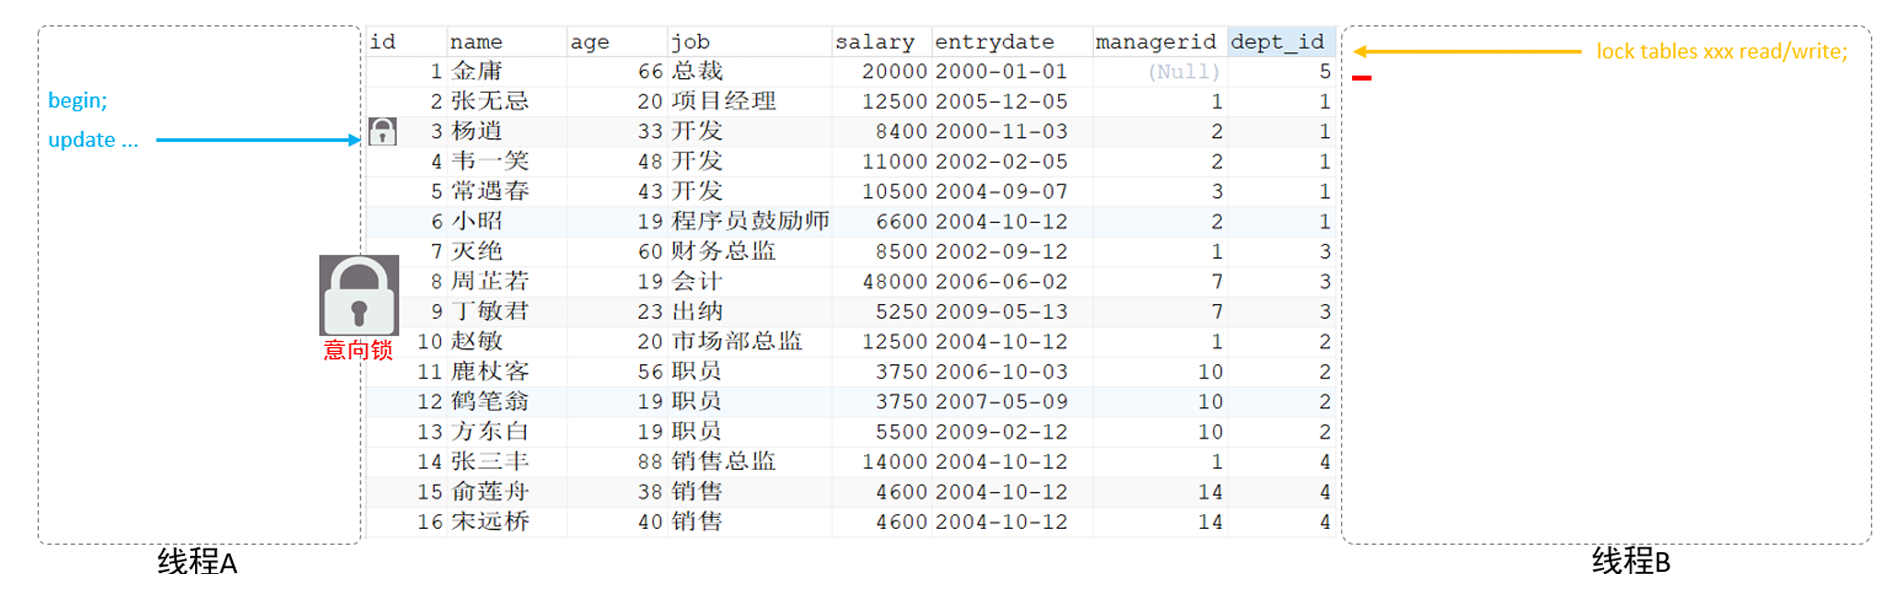 id name age job salary entrydate managerid dept_id
1 金庸 66 总裁 20000 2000-01-01 (Null) 5
2 张无忌 20 项目经理 12500 2005-12-05 1 1
3 杨逍 33 开发 8400 2000-11-03 2 1
4 韦一笑 48 开发 11000 2002-02-05 2 1
5 常遇春 43 开发 10500 2004-09-07 3 1
6 小昭 19 程序员鼓励师 6600 2004-10-12 2 1
7 灭绝 60 财务总监 8500 2002-09-12 1 3
8 周芷若 19 会计 48000 2006-06-02 7 3
9 丁敏君 23 出纳 5250 2009-05-13 7 3
10 赵敏 20 市场部总监 12500 2004-10-12 1 2
11 鹿杖客 56 职员 3750 2006-10-03 10 2
12 鹤笔翁 19 职员 3750 2007-05-09 10 2
13 方东白 19 职员 5500 2009-02-12 10 2
14 张三丰 88 销售总监 14000 2004-10-12 1 4
15 俞莲舟 38 销售 4600 2004-10-12 14 4
16 宋远桥 40 销售 4600 2004-10-12 14 4
begin;
update ...
意向锁
线程A
lock tables xxx read/write;
线程B